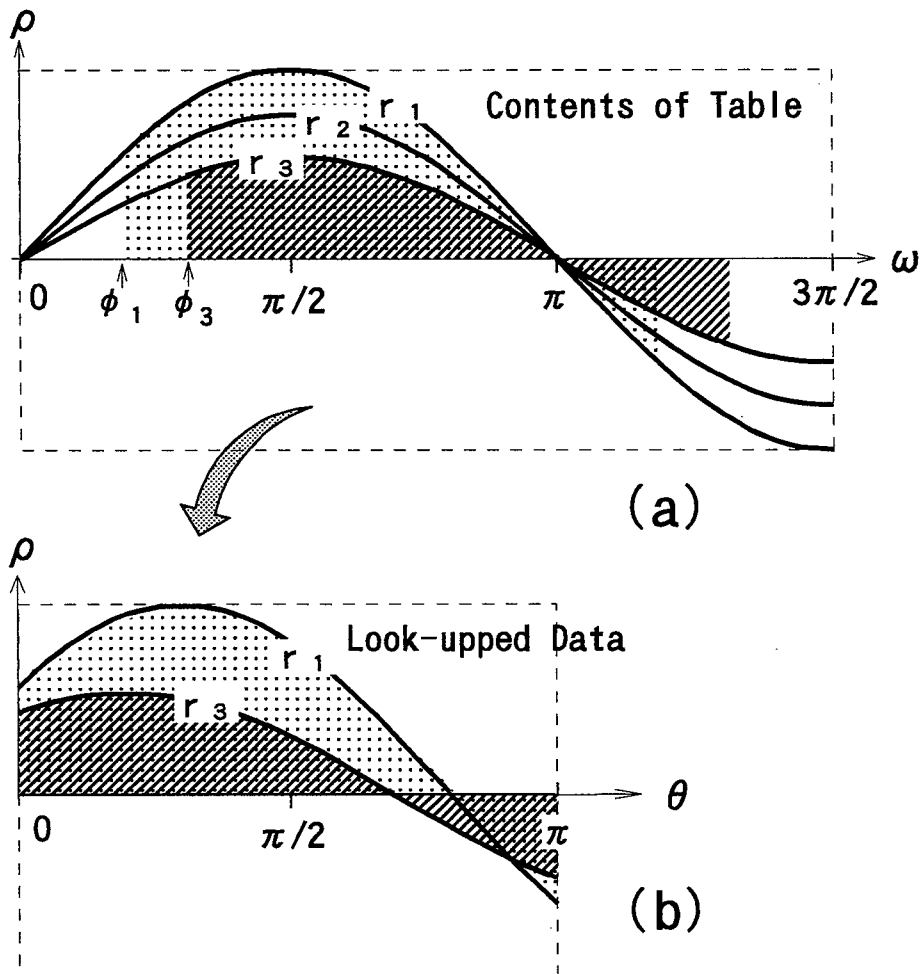 ρ
Contents of Table
r 1
r 2
r 3
ω
0 φ 1 φ 3 π/2 π 3π/2
(a)
ρ
Look-upped Data
r 1
r 3
θ
0 π/2 π
(b)